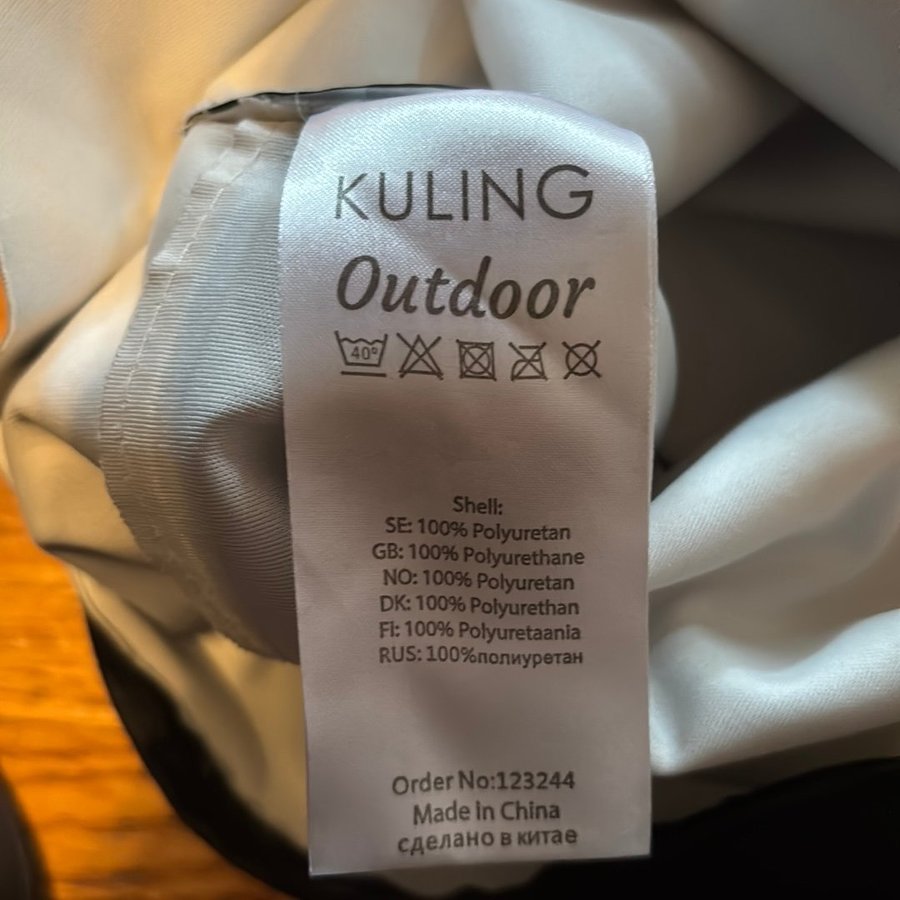 KULING
Outdoor
40°
Shell:
SE: 100% Polyuretan
GB: 100% Polyurethane
NO: 100% Polyuretan
DK: 100% Polyurethan
FI: 100% Polyuretaania
RUS: 100%полиуретан
Order No:123244
Made In China
сделано в китае